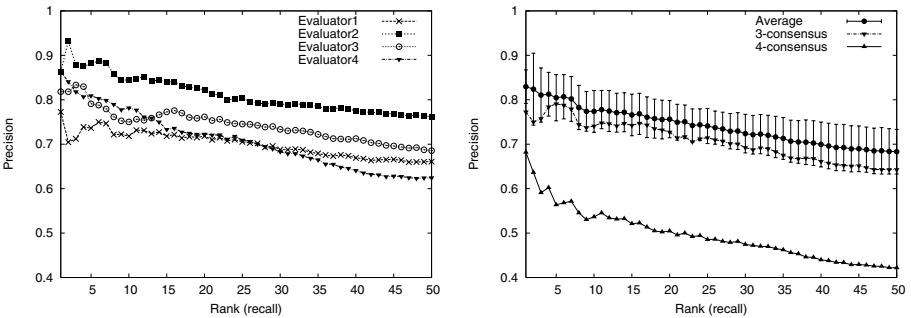 1
0.9
0.8
0.7
0.6
0.5
0.4
Precision
Evaluator1
Evaluator2
Evaluator3
Evaluator4
5 10 15 20 25 30 35 40 45 50
Rank (recall)
1
0.9
0.8
0.7
0.6
0.5
0.4
Precision
Average
3-consensus
4-consensus
5 10 15 20 25 30 35 40 45 50
Rank (recall)